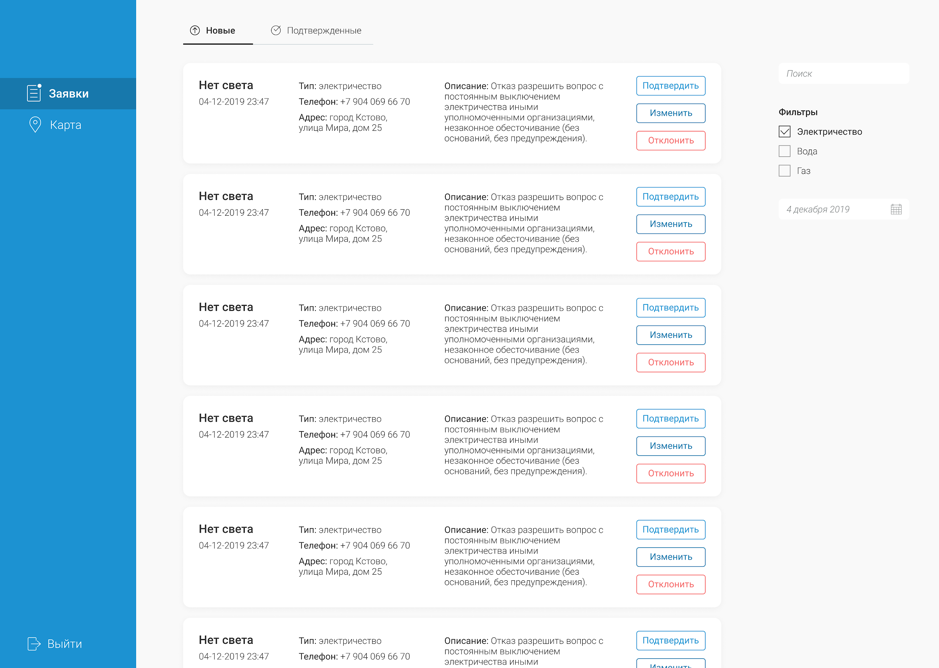 Заявки
Карта
Выйти
Новые
Подтвержденные
Нет света
04-12-2019 23:47
Тип: электричество
Телефон: +7 904 069 66 70
Адрес: город Кстово,
улица Мира, дом 25
Описание: Отказ разрешить вопрос с
постоянным выключением
электричества иными
уполномоченными организациями,
незаконное обесточивание (без
оснований, без предупреждения).
Подтвердить
Изменить
Отклонить
Нет света
04-12-2019 23:47
Тип: электричество
Телефон: +7 904 069 66 70
Адрес: город Кстово,
улица Мира, дом 25
Описание: Отказ разрешить вопрос с
постоянным выключением
электричества иными
уполномоченными организациями,
незаконное обесточивание (без
оснований, без предупреждения).
Подтвердить
Изменить
Отклонить
Нет света
04-12-2019 23:47
Тип: электричество
Телефон: +7 904 069 66 70
Адрес: город Кстово,
улица Мира, дом 25
Описание: Отказ разрешить вопрос с
постоянным выключением
электричества иными
уполномоченными организациями,
незаконное обесточивание (без
оснований, без предупреждения).
Подтвердить
Изменить
Отклонить
Нет света
04-12-2019 23:47
Тип: электричество
Телефон: +7 904 069 66 70
Адрес: город Кстово,
улица Мира, дом 25
Описание: Отказ разрешить вопрос с
постоянным выключением
электричества иными
уполномоченными организациями,
незаконное обесточивание (без
оснований, без предупреждения).
Подтвердить
Изменить
Отклонить
Нет света
04-12-2019 23:47
Тип: электричество
Телефон: +7 904 069 66 70
Адрес: город Кстово,
улица Мира, дом 25
Описание: Отказ разрешить вопрос с
постоянным выключением
электричества иными
уполномоченными организациями,
незаконное обесточивание (без
оснований, без предупреждения).
Подтвердить
Изменить
Отклонить
Нет света
04-12-2019 23:47
Тип: электричество
Телефон: +7 904 069 66 70
Описание: Отказ разрешить вопрос с
постоянным выключением
электричества иными
Подтвердить
Изменить
Поиск
Фильтры
Электричество
Вода
Газ
4 декабря 2019